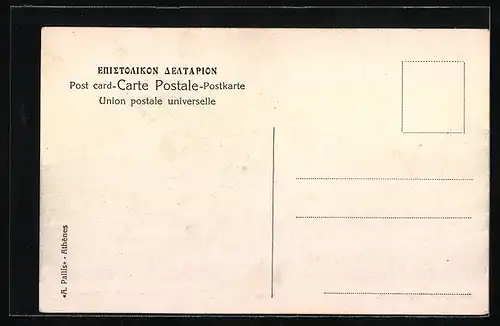 ΕΠΙΣΤΟΛΙΚΟΝ ΔΕΛΤΑΡΙΟΝ
Post card-Carte Postale-Postkarte
Union postale universelle
«A. Pallis» - Athènes